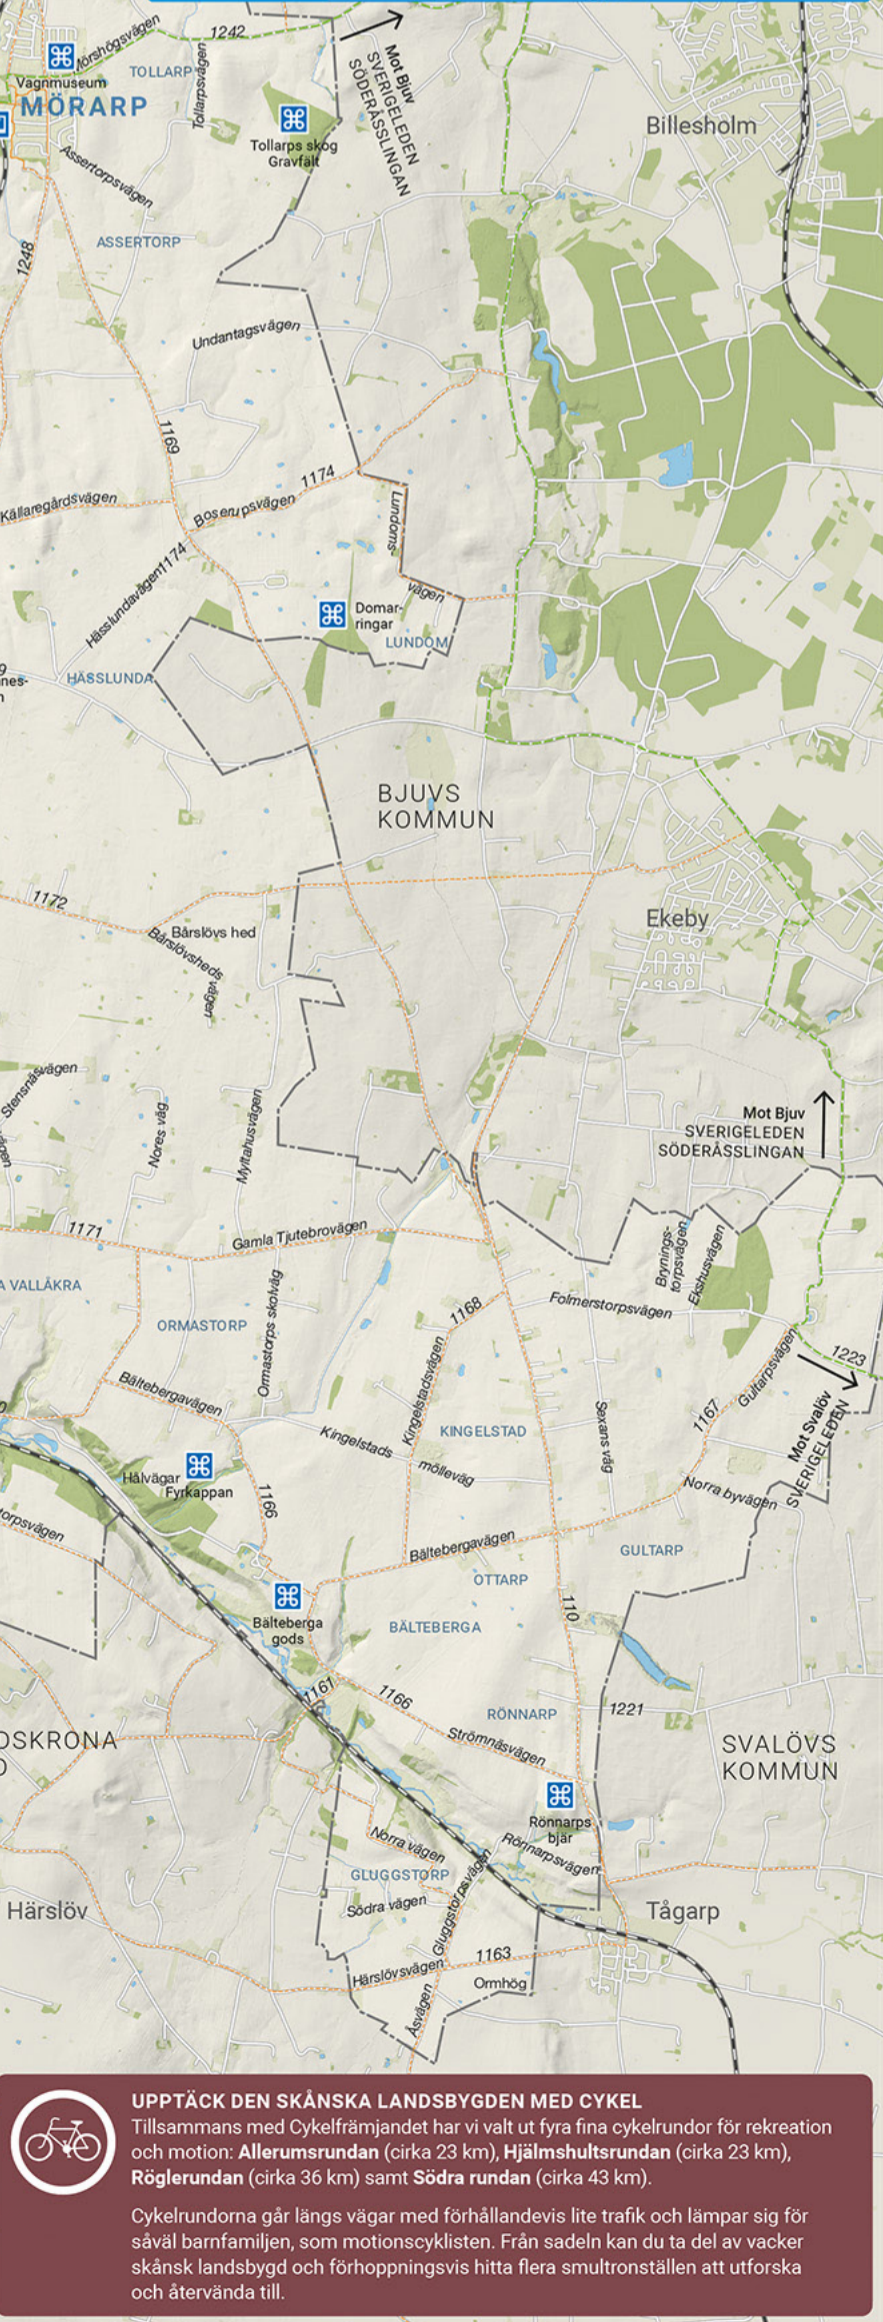 Mörshögsvägen
1242
Vagnmuseum
MÖRARP
TOLLARP
Tollarpsvägen
Mot Bjuv
SVERIGELEDEN
SÖDERÅSSLINGAN
Billesholm
Tollarps skog
Gravfält
Assertorpsvägen
ASSERTORP
1248
Undantagsvägen
1169
1174
Källaregårdsvägen
Boserupsvägen
Lundoms-
vägen
Hässlundavägen
1174
Domar-
ringar
LUNDOM
HÄSSLUNDA
nes-
BJUVS
KOMMUN
1172
Bårslövs hed
Bårslövsheds
vägen
Ekeby
Stensnäsvägen
Nores väg
Myltahusvägen
Mot Bjuv
SVERIGELEDEN
SÖDERÅSSLINGAN
1171
Gamla Tjutebrovägen
Brynings-
torpsvägen
Ekshusvägen
A VALLÅKRA
ORMASTORP
Ormastorps skolväg
1168
Folmerstorpsvägen
1223
Gultarpsvägen
Bältebergavägen
Kingelstadsvägen
KINGELSTAD
Sexans väg
1167
Mot Svalöv
SVERIGELEDEN
Kingelstads
mölleväg
Hålvägar
Fyrkappan
1166
Norra byvägen
torpsvägen
Bältebergavägen
GULTARP
OTTARP
110
Bälteberga
gods
BÄLTEBERGA
1161
1166
RÖNNARP
1221
DSKRONA
D
Strömnäsvägen
SVALÖVS
KOMMUN
Rönnarps
bjär
Norra vägen
Rönnarpsvägen
GLUGGSTORP
Gluggstorpsvägen
Södra vägen
Härslöv
Tågarp
1163
Härslövsvägen
Ormhög
Åsvägen
UPPTÄCK DEN SKÅNSKA LANDSBYGDEN MED CYKEL
Tillsammans med Cykelfrämjandet har vi valt ut fyra fina cykelrundor för rekreation
och motion: Allerumsrundan (cirka 23 km), Hjälmshultsrundan (cirka 23 km),
Röglerundan (cirka 36 km) samt Södra rundan (cirka 43 km).
Cykelrundorna går längs vägar med förhållandevis lite trafik och lämpar sig för
såväl barnfamiljen, som motionscyklisten. Från sadeln kan du ta del av vacker
skånsk landsbygd och förhoppningsvis hitta flera smultronställen att utforska
och återvända till.